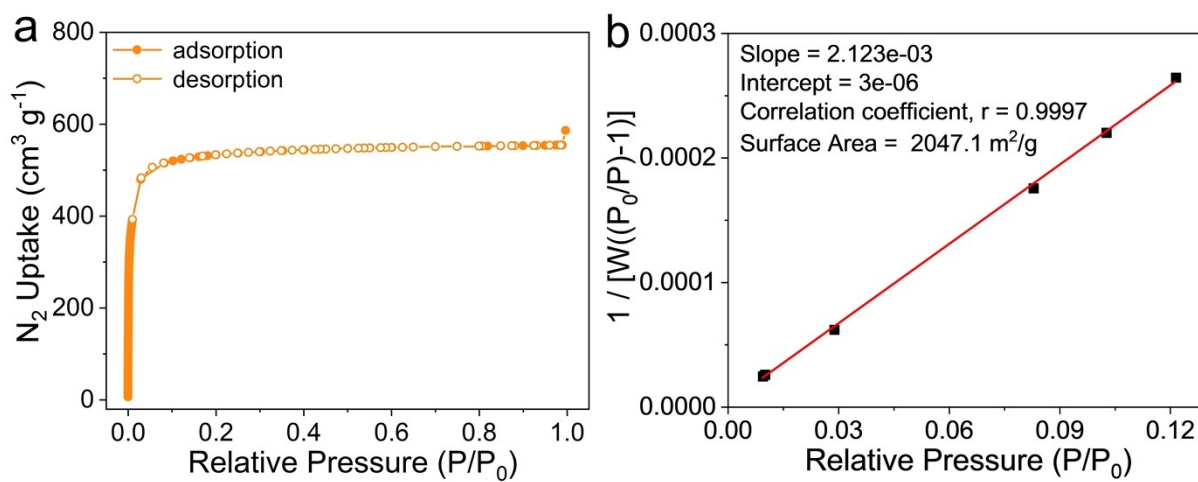 a
800
600
400
200
0
N₂ Uptake (cm³ g⁻¹)
adsorption
desorption
0.0 0.2 0.4 0.6 0.8 1.0
Relative Pressure (P/P₀)
b
0.0003
0.0002
0.0001
0.0000
1 / [W((P₀/P)-1)]
Slope = 2.123e-03
Intercept = 3e-06
Correlation coefficient, r = 0.9997
Surface Area = 2047.1 m²/g
0.00 0.03 0.06 0.09 0.12
Relative Pressure (P/P₀)